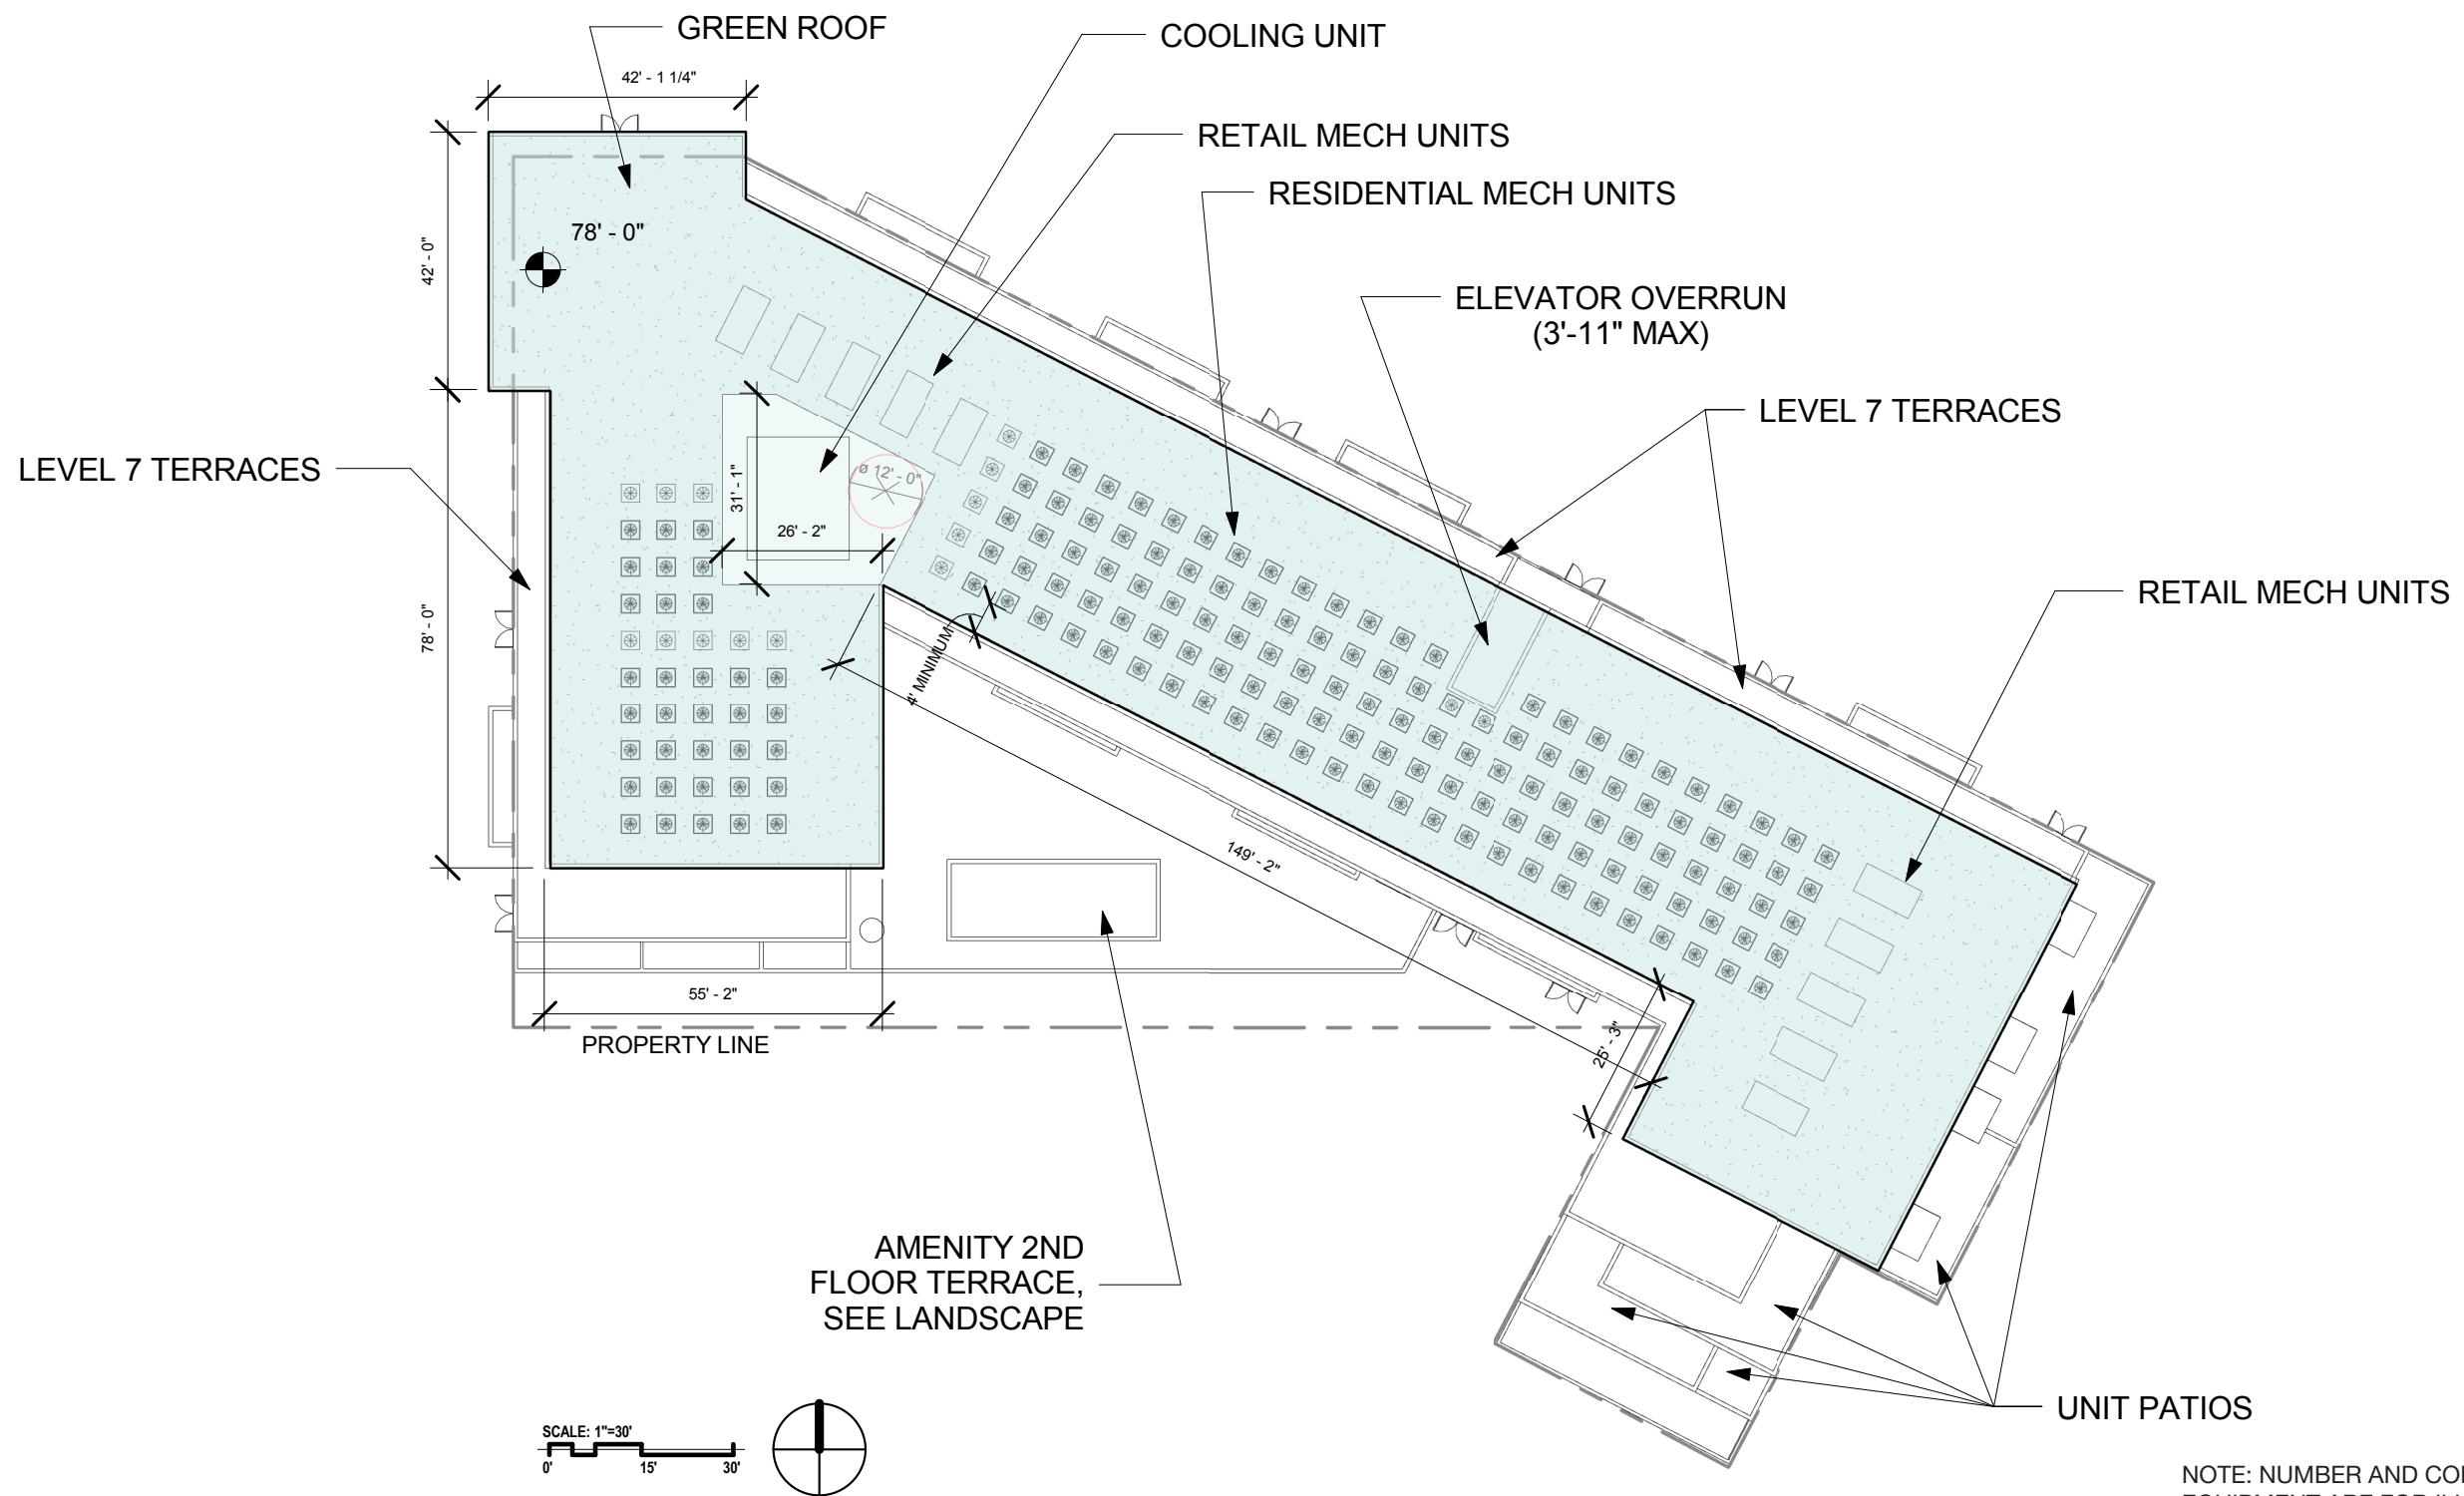 GREEN ROOF
COOLING UNIT
42' - 1 1/4"
RETAIL MECH UNITS
RESIDENTIAL MECH UNITS
78' - 0"
42' - 0"
ELEVATOR OVERRUN
(3'-11" MAX)
LEVEL 7 TERRACES
LEVEL 7 TERRACES
31' - 1"
ø 12' - 0"
26' - 2"
RETAIL MECH UNITS
78' - 0"
4' MINIMUM
149' - 2"
55' - 2"
PROPERTY LINE
25' - 3"
AMENITY 2ND
FLOOR TERRACE,
SEE LANDSCAPE
UNIT PATIOS
SCALE: 1"=30'
0' 15' 30'
NOTE: NUMBER AND